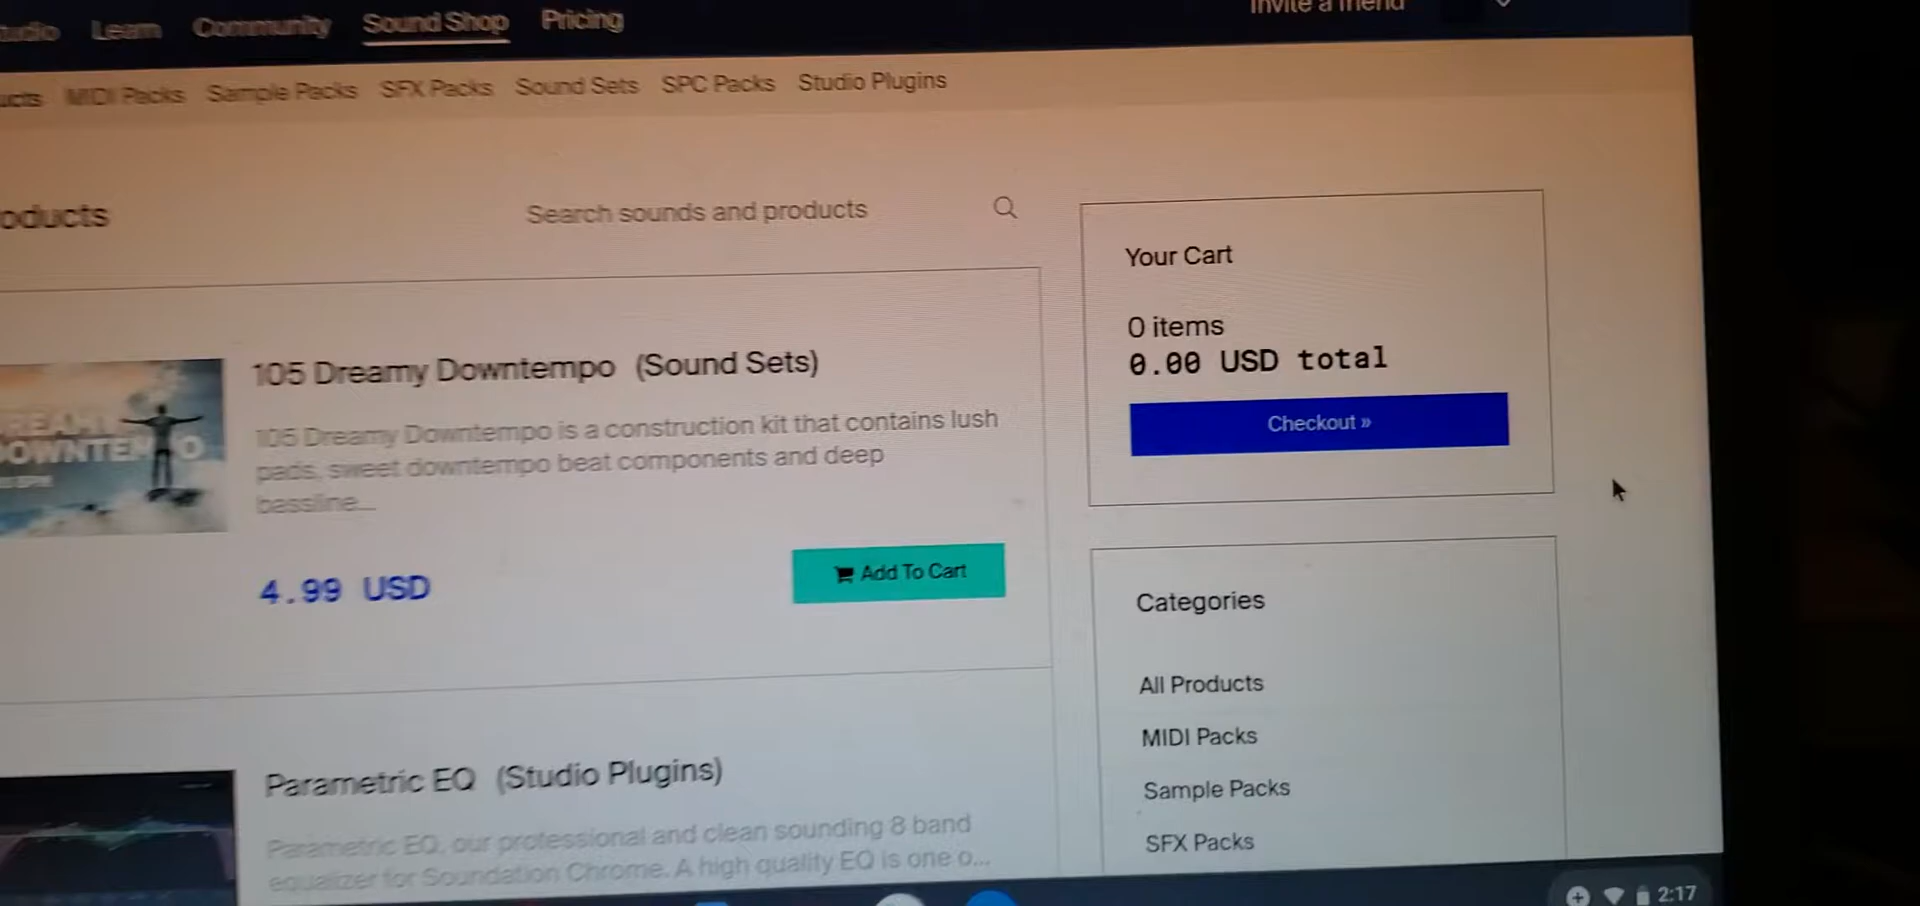 Learn Community Sound Shop Pricing
Invite a friend
MIDI Packs Sample Packs SFX Packs Sound Sets SPC Packs Studio Plugins
Search sounds and products
Your Cart
0 items
0.00 USD total
Checkout »
105 Dreamy Downtempo (Sound Sets)
105 Dreamy Downtempo is a construction kit that contains lush
pads, sweet downtempo beat components and deep
bassline...
4.99 USD
Add To Cart
Categories
All Products
MIDI Packs
Sample Packs
SFX Packs
Parametric EQ (Studio Plugins)
Parametric EQ, our professional and clean sounding 8 band
equalizer for Soundation Chrome. A high quality EQ is one o...
2:17